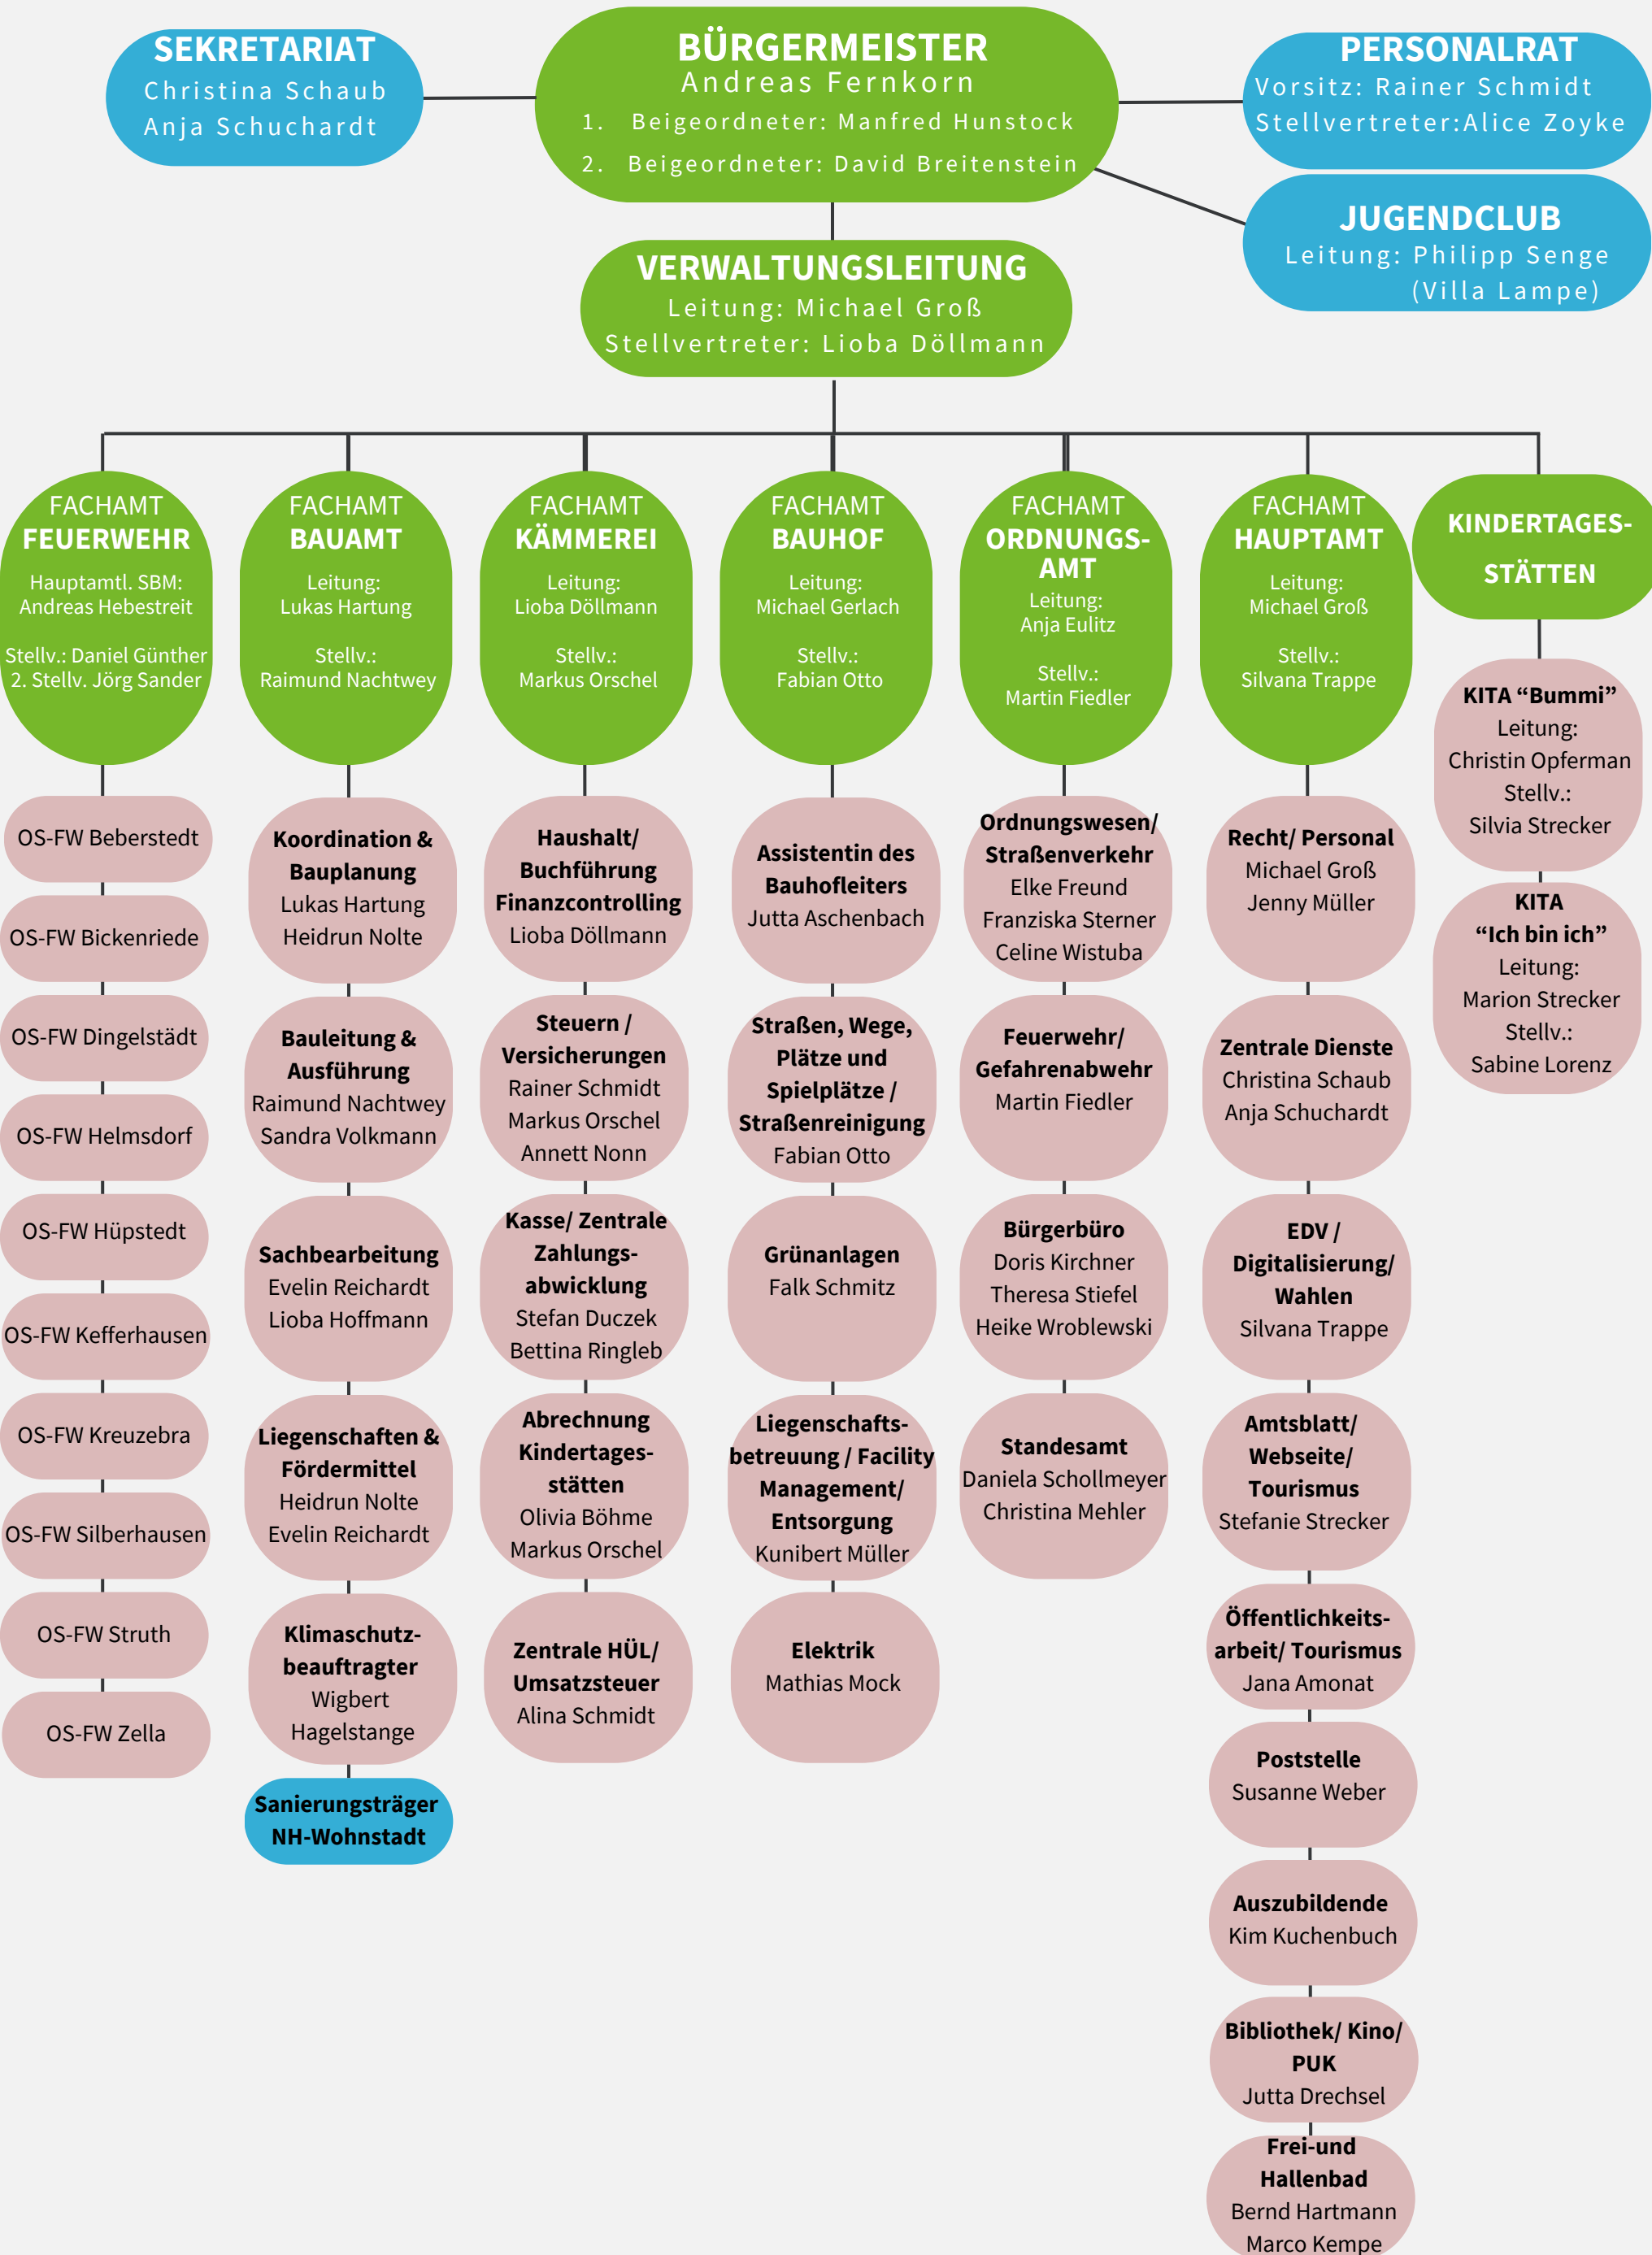 SEKRETARIAT
Christina Schaub
Anja Schuchardt
BÜRGERMEISTER
Andreas Fernkorn
1. Beigeordneter: Manfred Hunstock
2. Beigeordneter: David Breitenstein
PERSONALRAT
Vorsitz: Rainer Schmidt
Stellvertreter:Alice Zoyke
JUGENDCLUB
Leitung: Philipp Senge
(Villa Lampe)
VERWALTUNGSLEITUNG
Leitung: Michael Groß
Stellvertreter: Lioba Döllmann
FACHAMT
FEUERWEHR
Hauptamtl. SBM:
Andreas Hebestreit
Stellv.: Daniel Günther
2. Stellv. Jörg Sander
OS-FW Beberstedt
OS-FW Bickenriede
OS-FW Dingelstädt
OS-FW Helmsdorf
OS-FW Hüpstedt
OS-FW Kefferhausen
OS-FW Kreuzebra
OS-FW Silberhausen
OS-FW Struth
OS-FW Zella
FACHAMT
BAUAMT
Leitung:
Lukas Hartung
Stellv.:
Raimund Nachtwey
Koordination &
Bauplanung
Lukas Hartung
Heidrun Nolte
Bauleitung &
Ausführung
Raimund Nachtwey
Sandra Volkmann
Sachbearbeitung
Evelin Reichardt
Lioba Hoffmann
Liegenschaften &
Fördermittel
Heidrun Nolte
Evelin Reichardt
Klimaschutz-
beauftragter
Wigbert
Hagelstange
Sanierungsträger
NH-Wohnstadt
FACHAMT
KÄMMEREI
Leitung:
Lioba Döllmann
Stellv.:
Markus Orschel
Haushalt/
Buchführung
Finanzcontrolling
Lioba Döllmann
Steuern /
Versicherungen
Rainer Schmidt
Markus Orschel
Annett Nonn
Kasse/ Zentrale
Zahlungs-
abwicklung
Stefan Duczek
Bettina Ringleb
Abrechnung
Kindertages-
stätten
Olivia Böhme
Markus Orschel
Zentrale HÜL/
Umsatzsteuer
Alina Schmidt
FACHAMT
BAUHOF
Leitung:
Michael Gerlach
Stellv.:
Fabian Otto
Assistentin des
Bauhofleiters
Jutta Aschenbach
Straßen, Wege,
Plätze und
Spielplätze /
Straßenreinigung
Fabian Otto
Grünanlagen
Falk Schmitz
Liegenschafts-
betreuung / Facility
Management/
Entsorgung
Kunibert Müller
Elektrik
Mathias Mock
FACHAMT
ORDNUNGS-
AMT
Leitung:
Anja Eulitz
Stellv.:
Martin Fiedler
Ordnungswesen/
Straßenverkehr
Elke Freund
Franziska Sterner
Celine Wistuba
Feuerwehr/
Gefahrenabwehr
Martin Fiedler
Bürgerbüro
Doris Kirchner
Theresa Stiefel
Heike Wroblewski
Standesamt
Daniela Schollmeyer
Christina Mehler
FACHAMT
HAUPTAMT
Leitung:
Michael Groß
Stellv.:
Silvana Trappe
Recht/ Personal
Michael Groß
Jenny Müller
Zentrale Dienste
Christina Schaub
Anja Schuchardt
EDV /
Digitalisierung/
Wahlen
Silvana Trappe
Amtsblatt/
Webseite/
Tourismus
Stefanie Strecker
Öffentlichkeits-
arbeit/ Tourismus
Jana Amonat
Poststelle
Susanne Weber
Auszubildende
Kim Kuchenbuch
Bibliothek/ Kino/
PUK
Jutta Drechsel
Frei-und
Hallenbad
Bernd Hartmann
Marco Kempe
KINDERTAGES-
STÄTTEN
KITA “Bummi”
Leitung:
Christin Opferman
Stellv.:
Silvia Strecker
KITA
“Ich bin ich”
Leitung:
Marion Strecker
Stellv.:
Sabine Lorenz